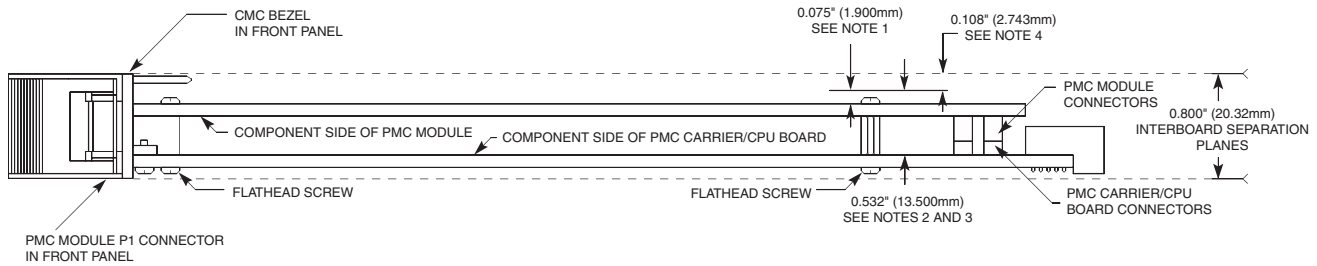 CMC BEZEL
IN FRONT PANEL
0.075" (1.900mm)
SEE NOTE 1
0.108" (2.743mm)
SEE NOTE 4
PMC MODULE
CONNECTORS
0.800" (20.32mm)
INTERBOARD SEPARATION
PLANES
COMPONENT SIDE OF PMC MODULE
COMPONENT SIDE OF PMC CARRIER/CPU BOARD
FLATHEAD SCREW
FLATHEAD SCREW
0.532" (13.500mm)
SEE NOTES 2 AND 3
PMC CARRIER/CPU
BOARD CONNECTORS
PMC MODULE P1 CONNECTOR
IN FRONT PANEL